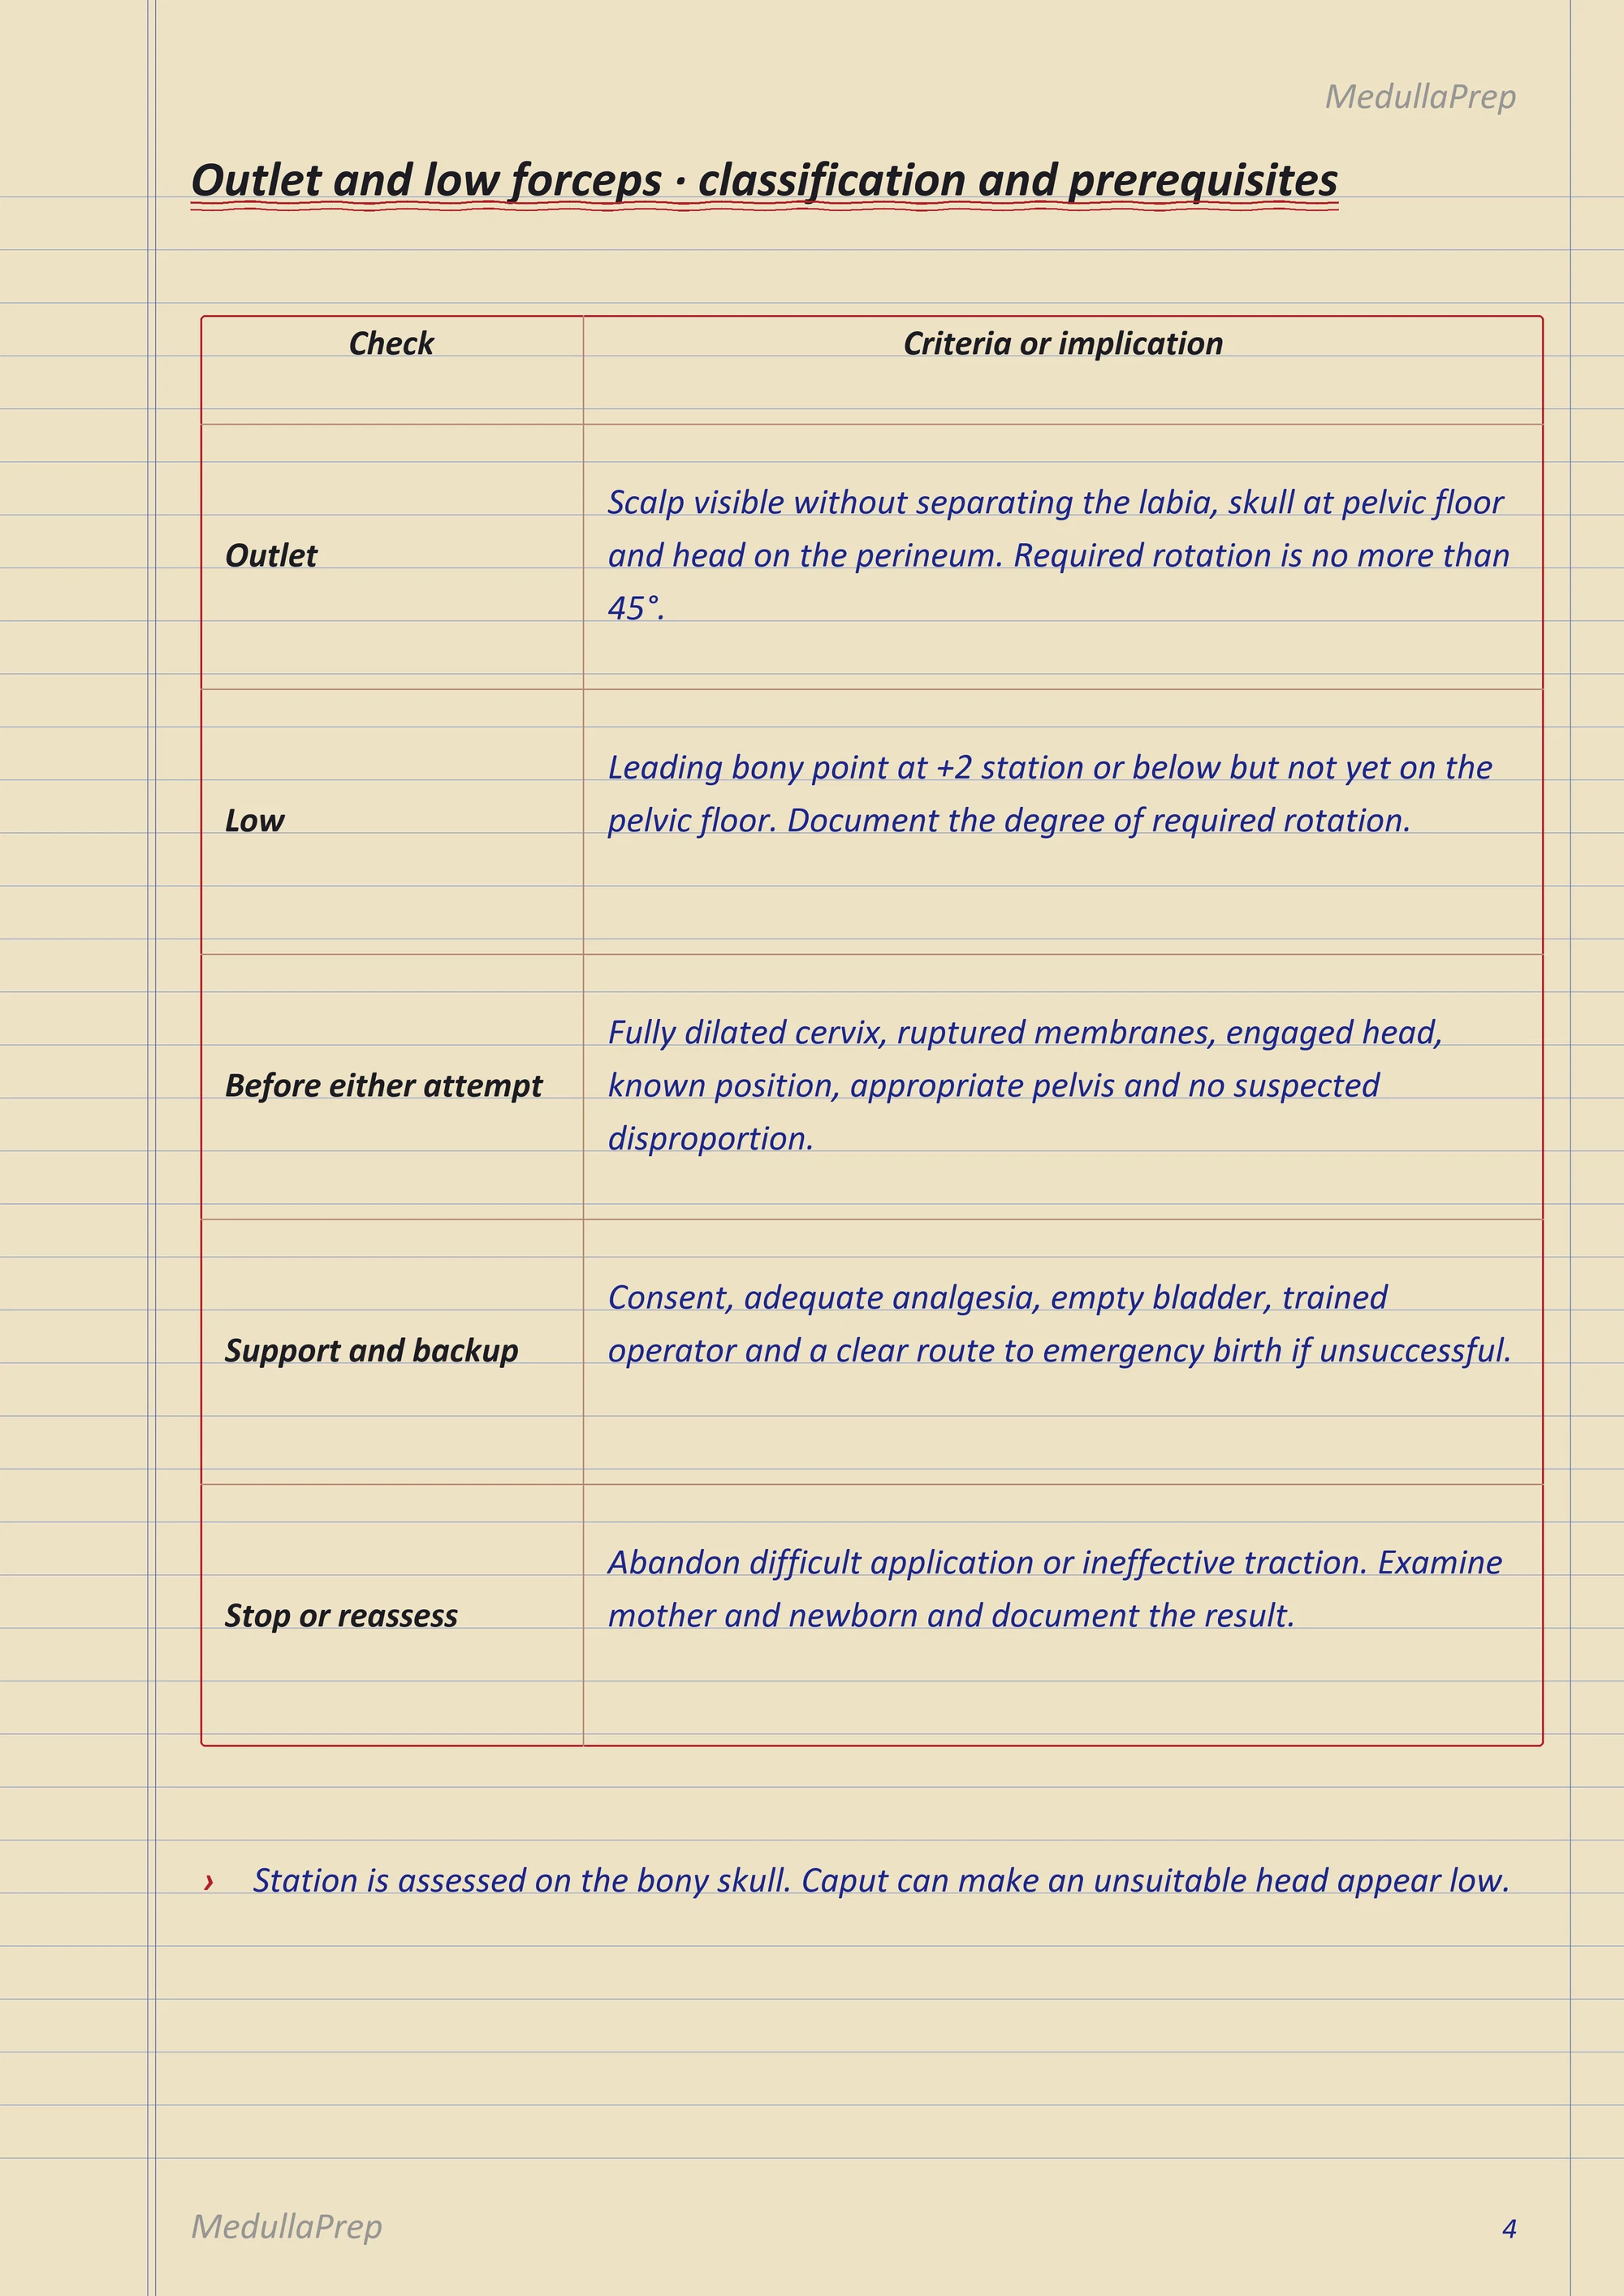 MedullaPrep
Outlet and low forceps · classification and prerequisites
Check
Criteria or implication
Outlet
Scalp visible without separating the labia, skull at pelvic floor
and head on the perineum. Required rotation is no more than
45°.
Low
Leading bony point at +2 station or below but not yet on the
pelvic floor. Document the degree of required rotation.
Before either attempt
Fully dilated cervix, ruptured membranes, engaged head,
known position, appropriate pelvis and no suspected
disproportion.
Support and backup
Consent, adequate analgesia, empty bladder, trained
operator and a clear route to emergency birth if unsuccessful.
Stop or reassess
Abandon difficult application or ineffective traction. Examine
mother and newborn and document the result.
› Station is assessed on the bony skull. Caput can make an unsuitable head appear low.
MedullaPrep
4